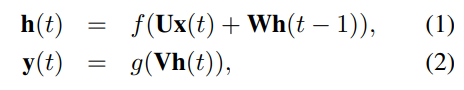 h(t) = f(Ux(t) + Wh(t − 1)), (1)
y(t) = g(Vh(t)), (2)